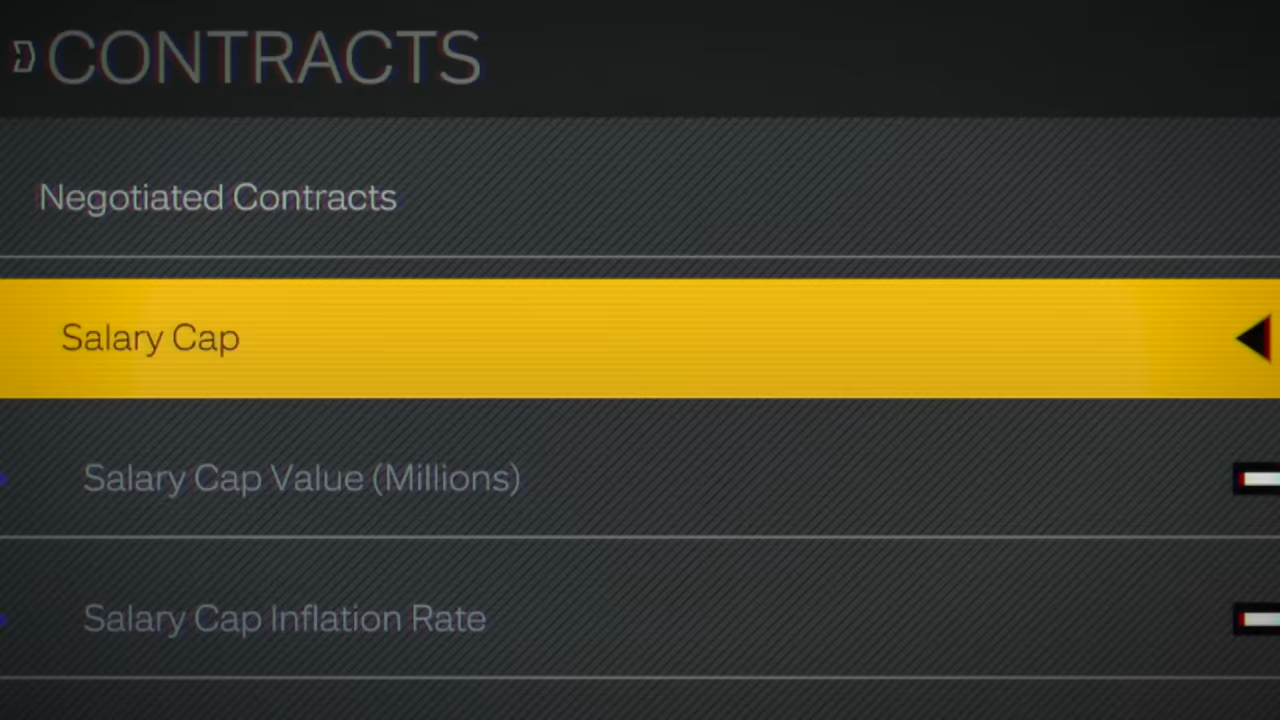 CONTRACTS
Negotiated Contracts
Salary Cap
Salary Cap Value (Millions)
Salary Cap Inflation Rate